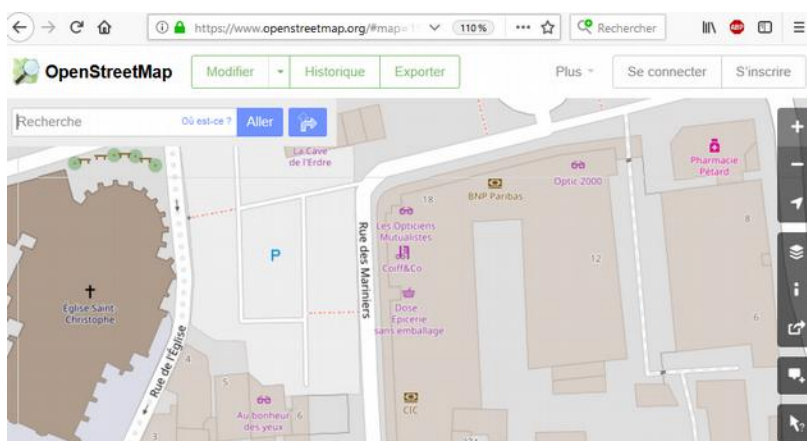 https://www.openstreetmap.org/#map=1
110 %
Rechercher
OpenStreetMap
Modifier
Historique
Exporter
Plus
Se connecter
S'inscrire
Recherche
Où est-ce ?
Aller
La Cave
de l'Erdre
Pharmacie
Pétard
Optic 2000
BNP Paribas
18
Les Opticiens
Mutualistes
8
P
Rue des Mariniers
Coiff&Co
12
Église Saint-
Christophe
Dose
Epicerie
sans emballage
6
Rue de l'Église
4
5
Au bonheur
des yeux
6
CIC
3